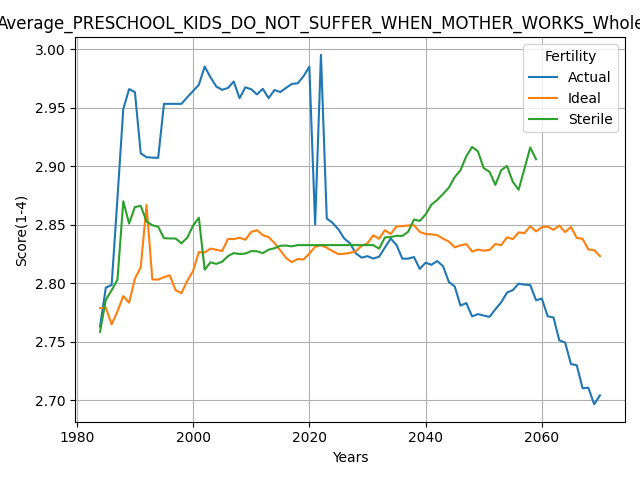 Average_PRESCHOOL_KIDS_DO_NOT_SUFFER_WHEN_MOTHER_WORKS_Whole
Score(1-4)
3.00
2.95
2.90
2.85
2.80
2.75
2.70
Fertility
Actual
Ideal
Sterile
1980
2000
2020
2040
2060
Years